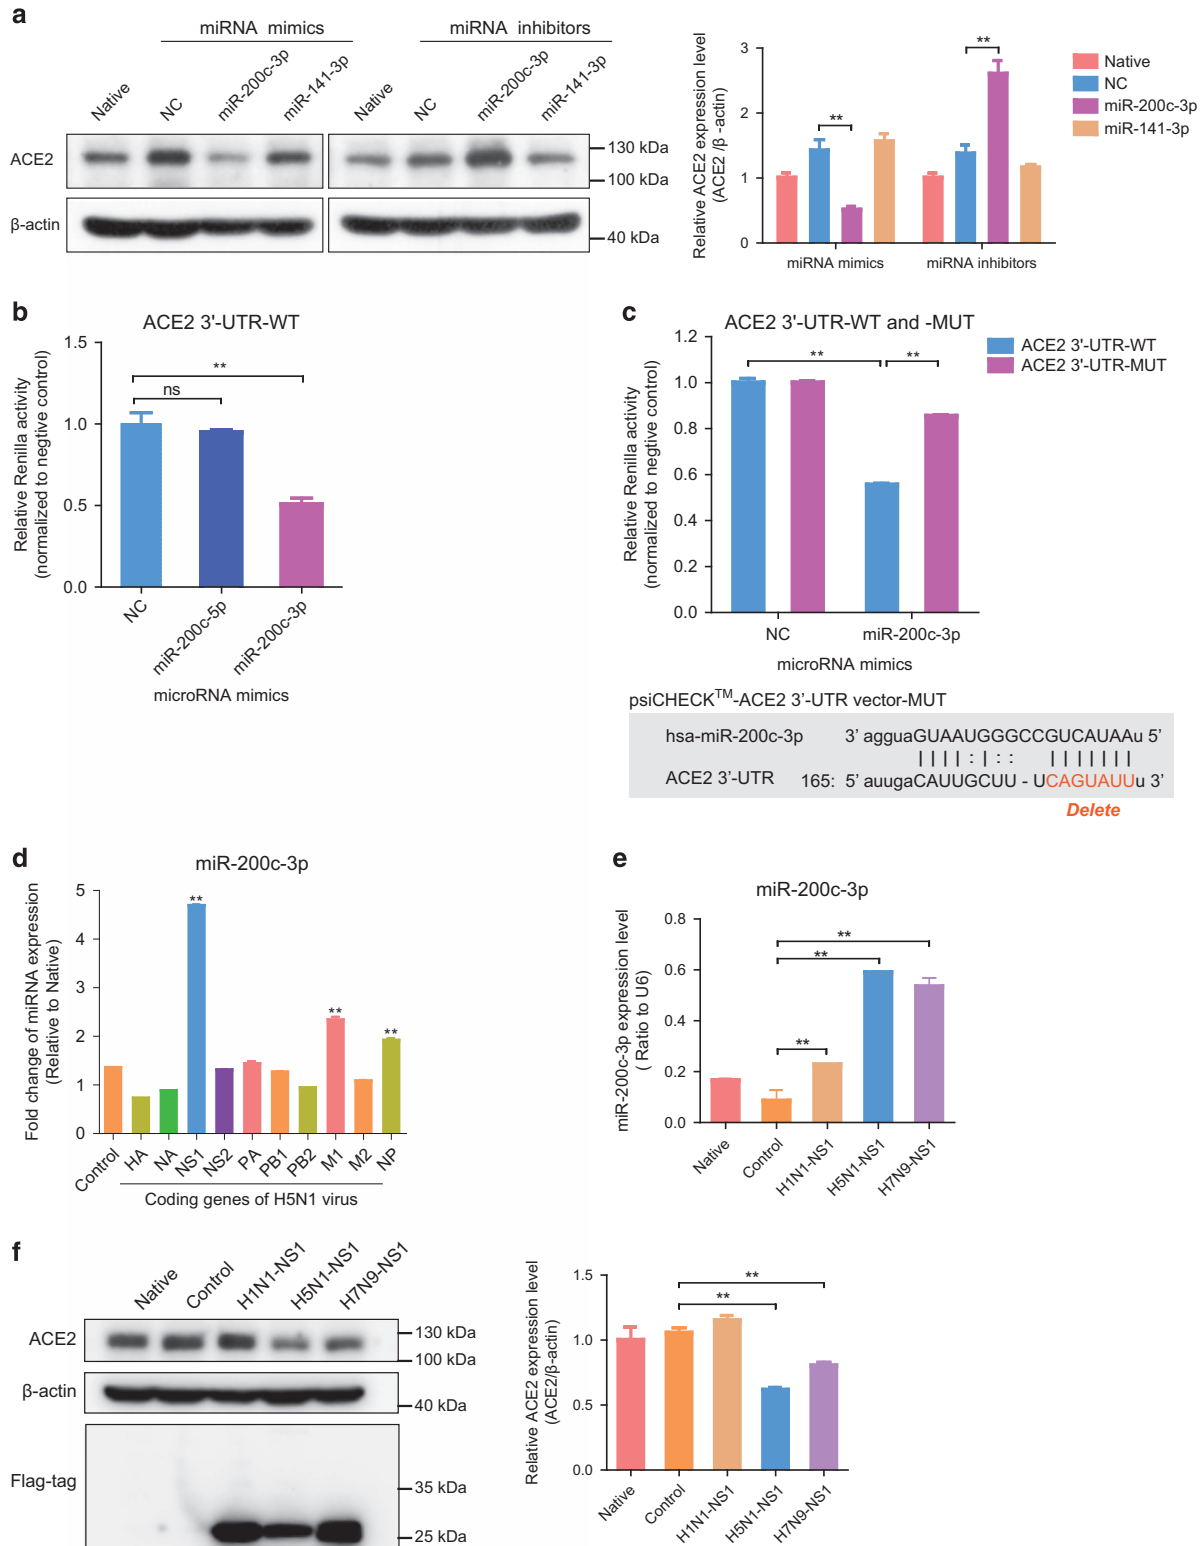 a
miRNA mimics
miRNA inhibitors
Native
NC
miR-200c-3p
miR-141-3p
Native
NC
miR-200c-3p
miR-141-3p
ACE2
130 kDa
100 kDa
β-actin
40 kDa
Relative ACE2 expression level
(ACE2 /β -actin)
3
2
1
0
**
**
miRNA mimics
miRNA inhibitors
Native
NC
miR-200c-3p
miR-141-3p
b
ACE2 3'-UTR-WT
Relative Renilla activity
(normalized to negtive control)
1.5
1.0
0.5
0.0
**
ns
NC
miR-200c-5p
miR-200c-3p
microRNA mimics
c
ACE2 3'-UTR-WT and -MUT
ACE2 3'-UTR-WT
ACE2 3'-UTR-MUT
Relative Renilla activity
(normalized to negtive control)
1.2
1.0
0.8
0.6
0.4
0.2
0.0
**
**
NC
miR-200c-3p
microRNA mimics
psiCHECK™-ACE2 3'-UTR vector-MUT
hsa-miR-200c-3p 3' agguaGUAAUGGGCCGUCAUAAu 5'
||||:|:: |||||||
ACE2 3'-UTR 165: 5' auugaCAUUGCUU - UCAGUAUUu 3'
Delete
d
miR-200c-3p
Fold change of miRNA expression
(Relative to Native)
5
4
3
2
1
0
**
**
**
Control
HA
NA
NS1
NS2
PA
PB1
PB2
M1
M2
NP
Coding genes of H5N1 virus
e
miR-200c-3p
miR-200c-3p expression level
( Ratio to U6)
0.8
0.6
0.4
0.2
0.0
**
**
**
Native
Control
H1N1-NS1
H5N1-NS1
H7N9-NS1
f
Native
Control
H1N1-NS1
H5N1-NS1
H7N9-NS1
ACE2
130 kDa
100 kDa
β-actin
40 kDa
Flag-tag
35 kDa
25 kDa
Relative ACE2 expression level
(ACE2/β-actin)
1.5
1.0
0.5
0.0
**
**
Native
Control
H1N1-NS1
H5N1-NS1
H7N9-NS1